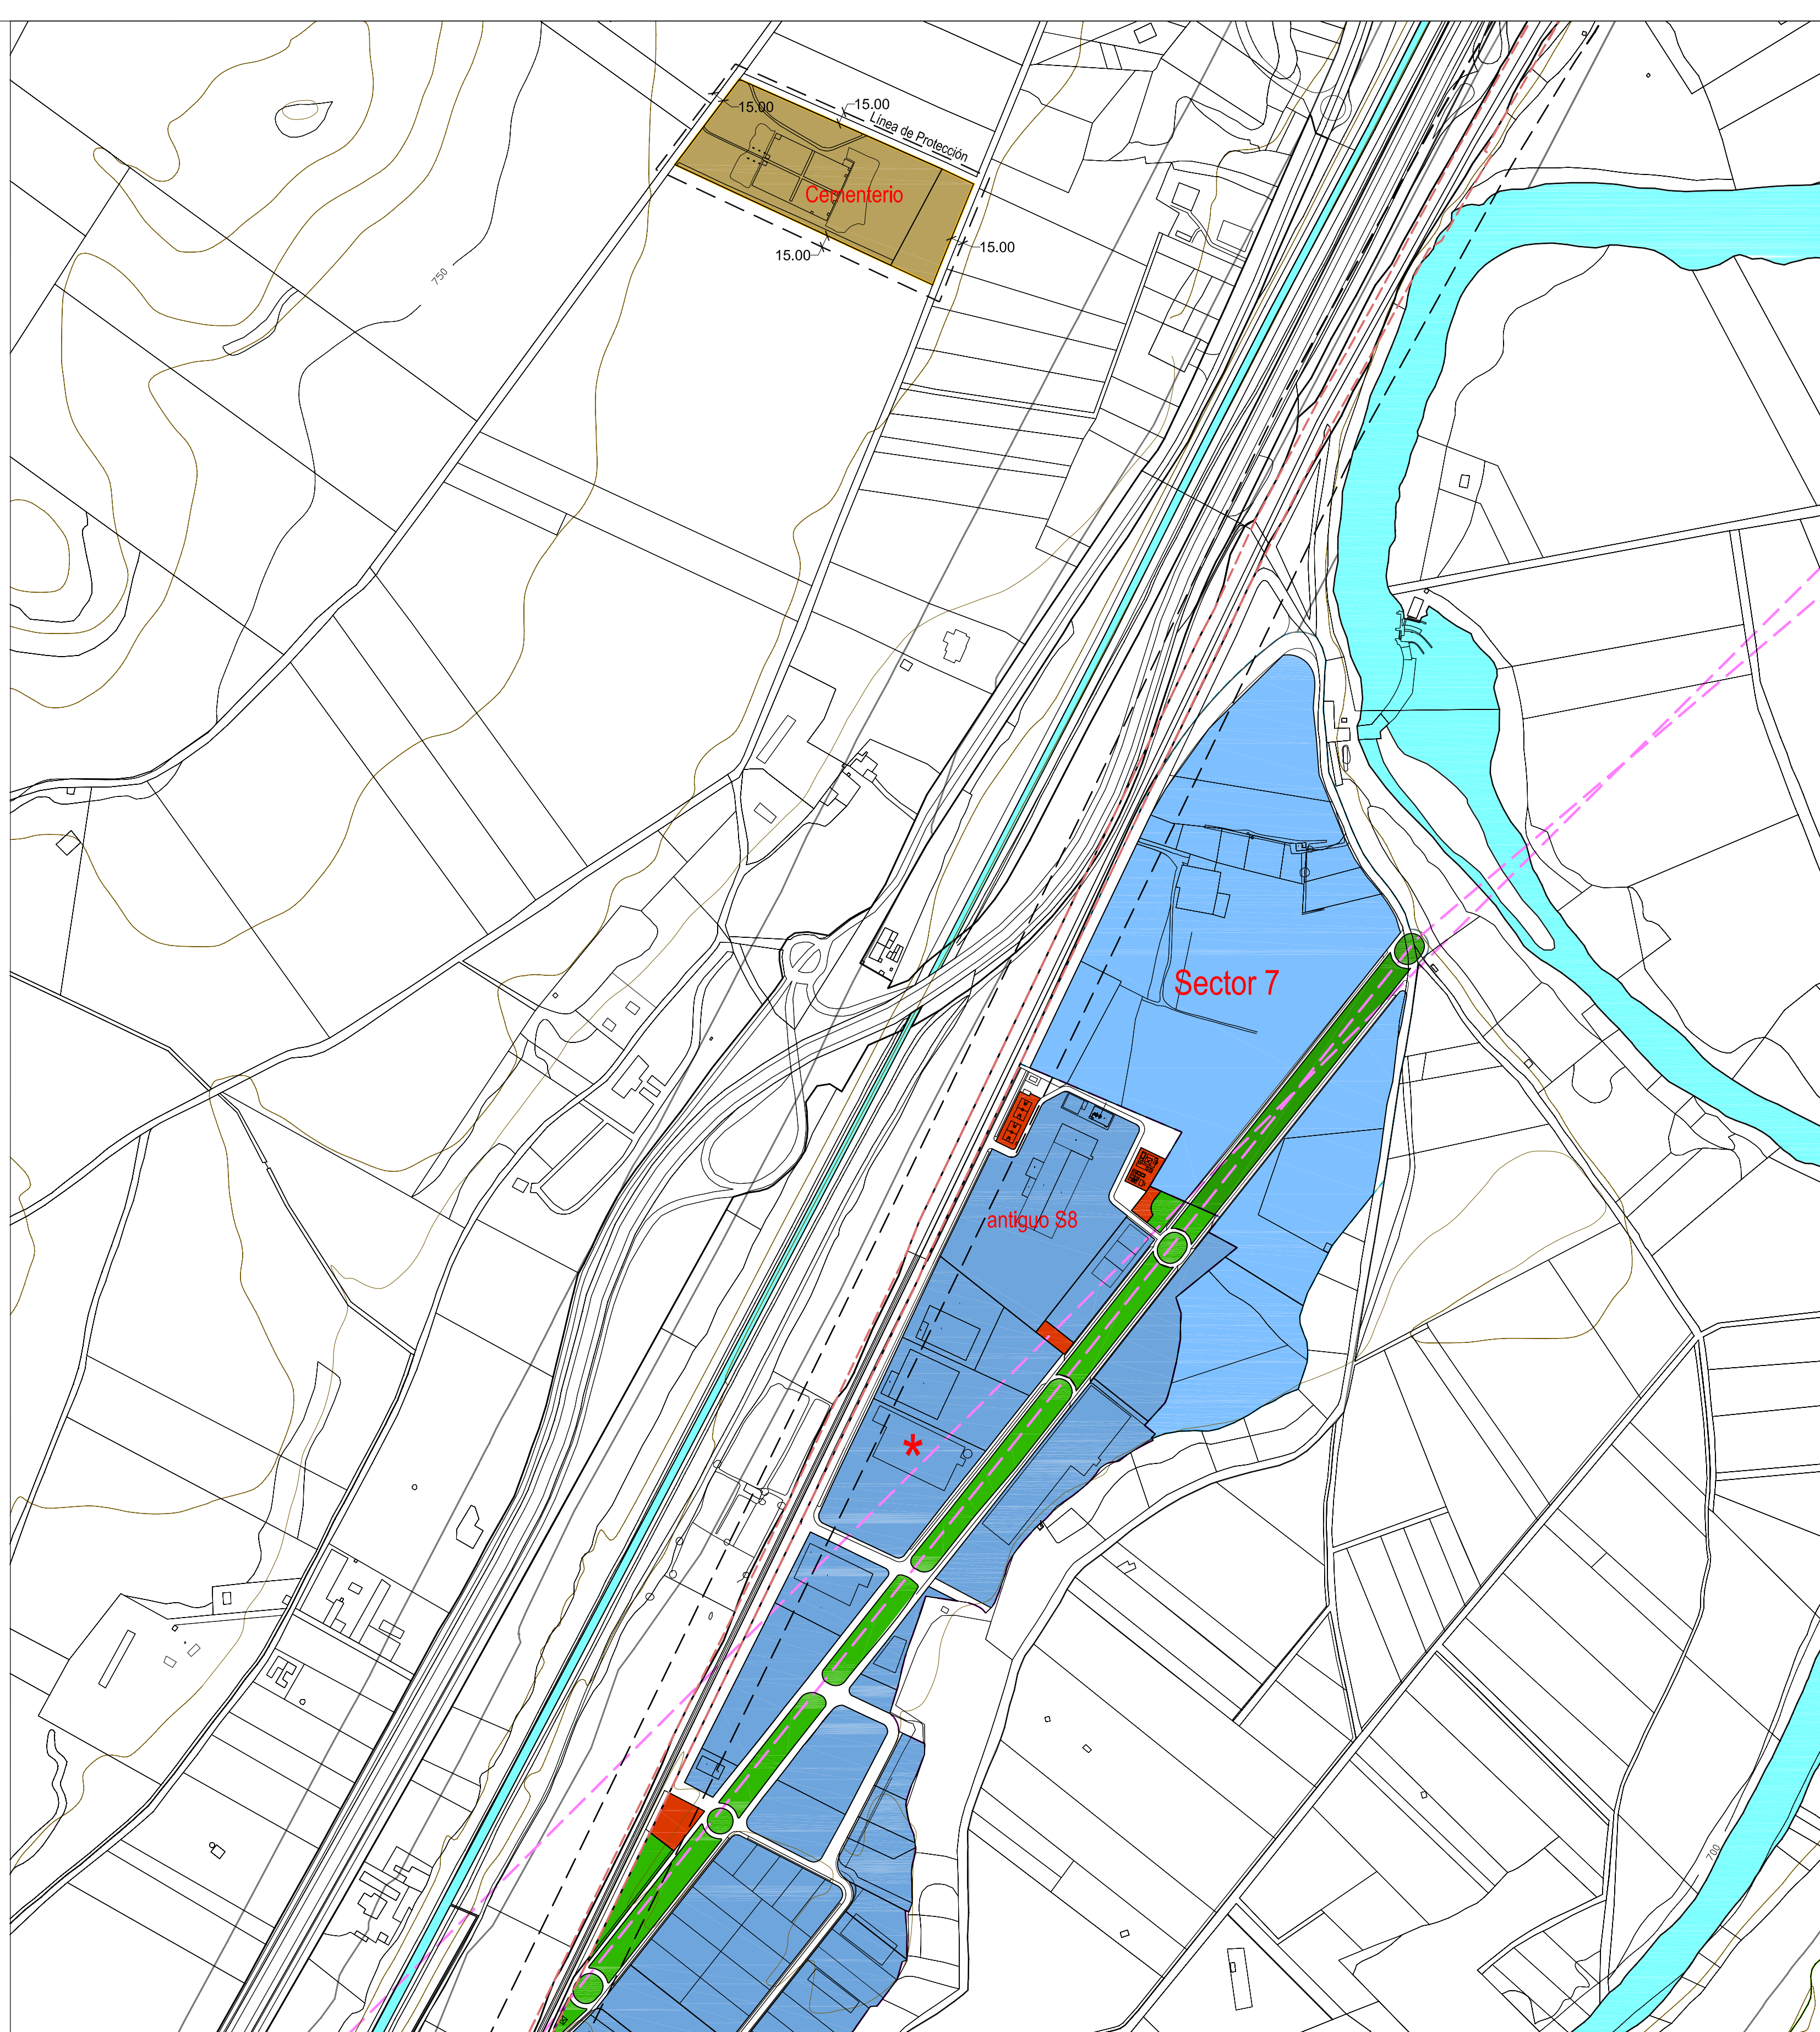 15.00
15.00
Línea de Protección
Cementerio
15.00
15.00
750
Sector 7
antiguo S8
*
700